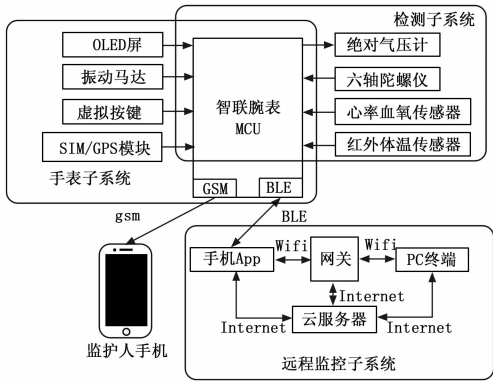 检测子系统
OLED屏
振动马达
虚拟按键
SIM/GPS模块
手表子系统
智联腕表
MCU
GSM
BLE
绝对气压计
六轴陀螺仪
心率血氧传感器
红外体温传感器
gsm
BLE
监护人手机
手机App
Wifi
网关
Wifi
PC终端
Internet
云服务器
Internet
Internet
远程监控子系统